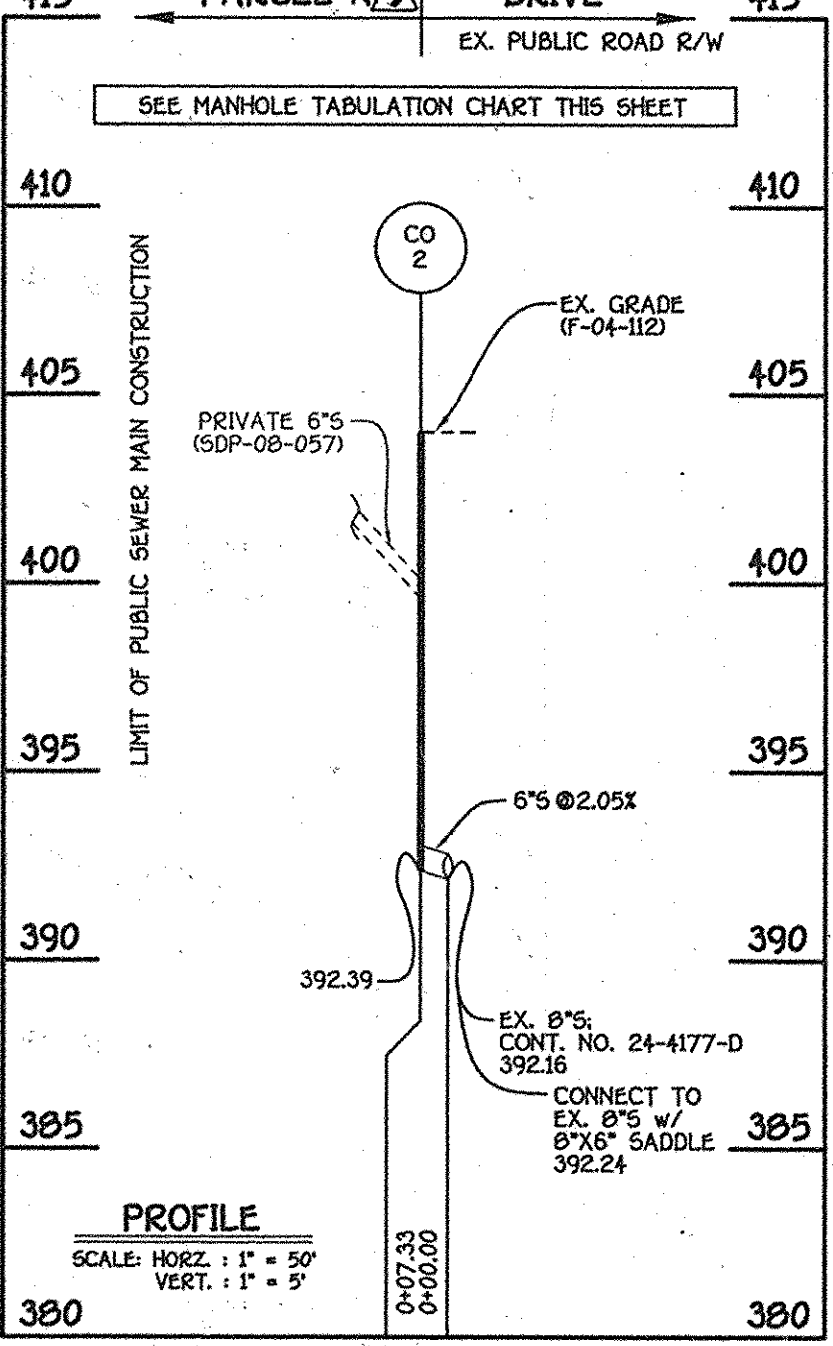 415
DRIVE
415
EX. PUBLIC ROAD R/W
SEE MANHOLE TABULATION CHART THIS SHEET
410
410
CO
2
LIMIT OF PUBLIC SEWER MAIN CONSTRUCTION
EX. GRADE
(F-04-112)
405
405
PRIVATE 6"S
(SDP-08-057)
400
400
395
395
6"S @ 2.05%
390
390
392.39
EX. 8"S;
CONT. NO. 24-4177-D
392.16
CONNECT TO
EX. 8"S w/
8"X6" SADDLE
392.24
385
385
PROFILE
SCALE: HORZ. : 1" = 50'
VERT. : 1" = 5'
0+07.33
0+00.00
380
380